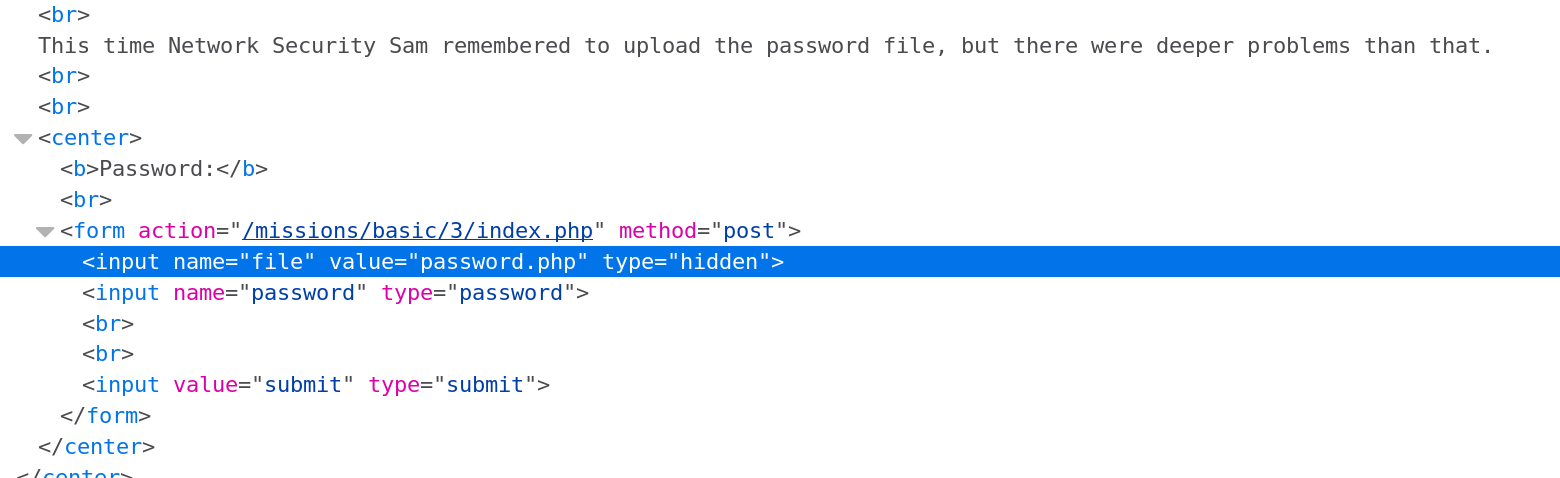 <br>
This time Network Security Sam remembered to upload the password file, but there were deeper problems than that.
<br>
<br>
<center>
<b>Password:</b>
<br>
<form action="/missions/basic/3/index.php" method="post">
<input name="file" value="password.php" type="hidden">
<input name="password" type="password">
<br>
<br>
<input value="submit" type="submit">
</form>
</center>
</center>